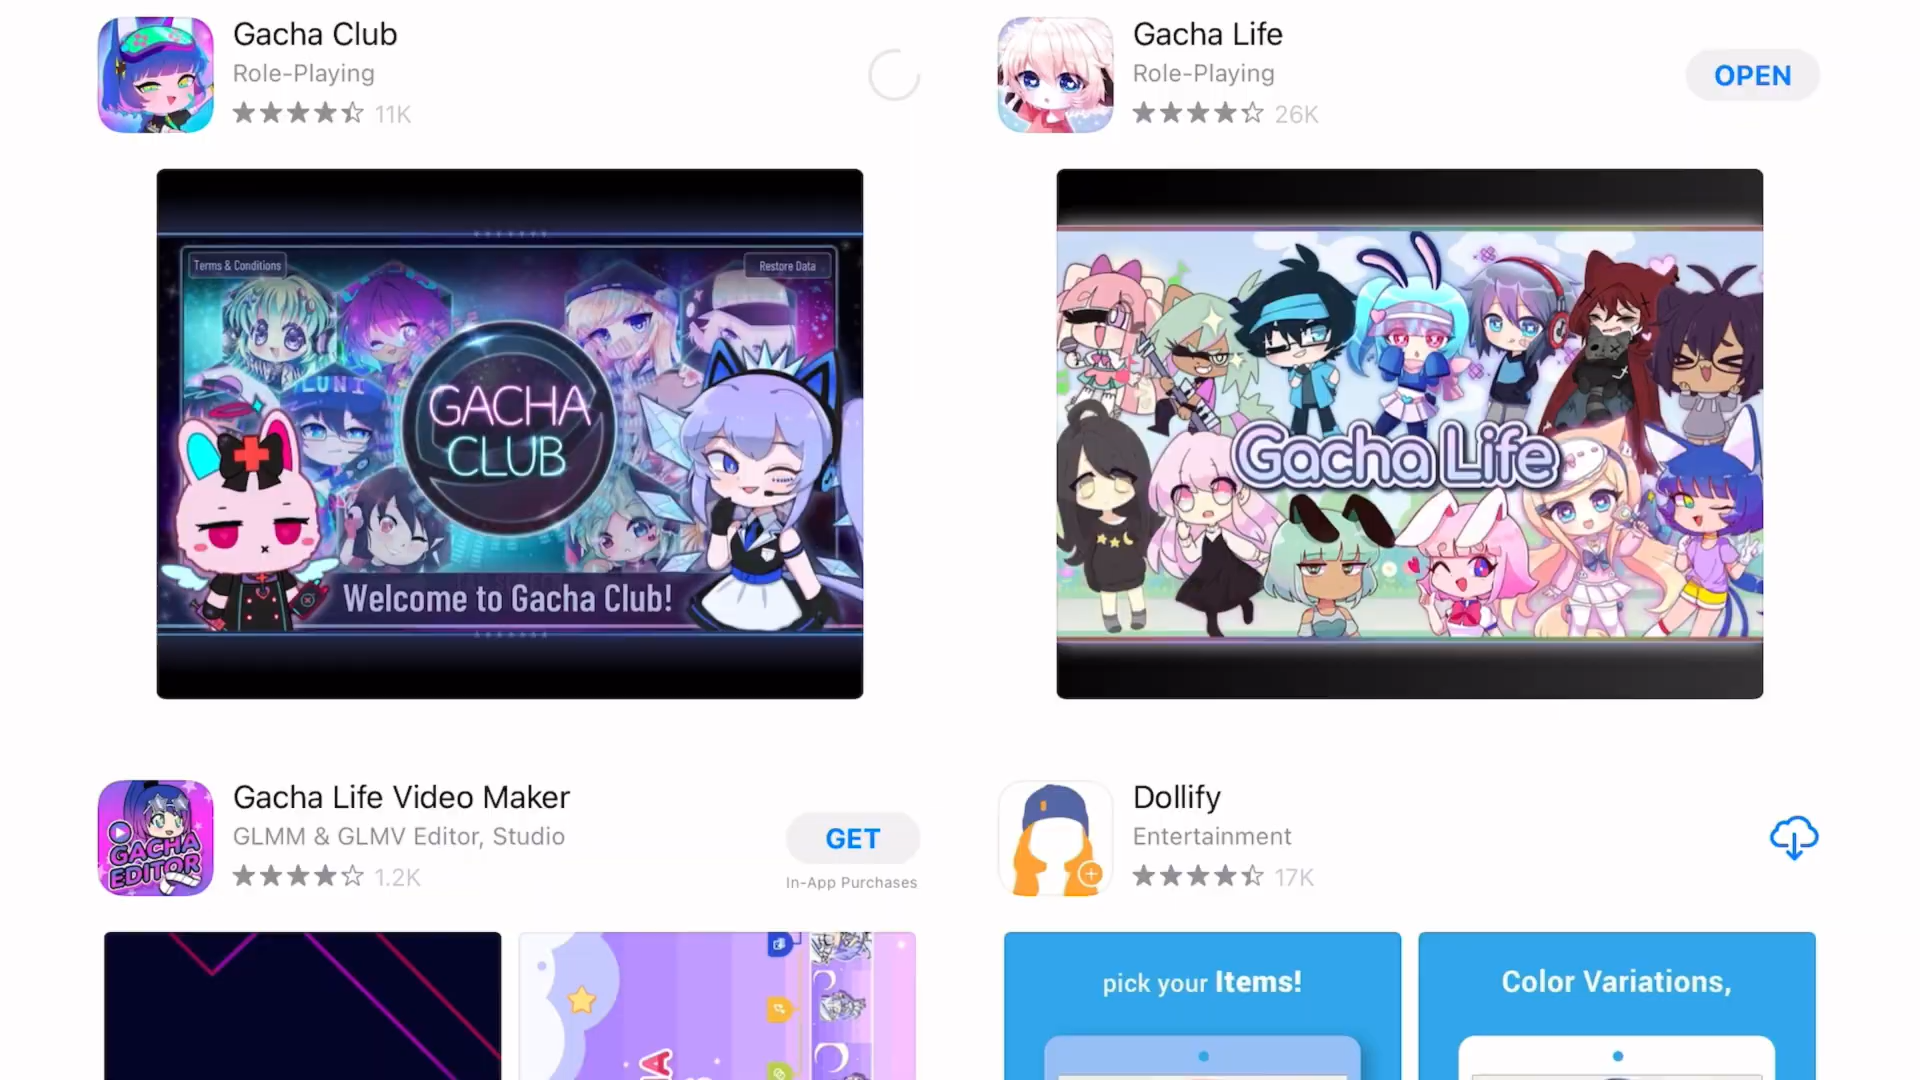 Gacha Club
Role-Playing
11K
Gacha Life
Role-Playing
26K
OPEN
Terms & Conditions
Restore Data
LUNI
GACHA
CLUB
Welcome to Gacha Club!
Gacha Life
Gacha Life Video Maker
GLMM & GLMV Editor, Studio
1.2K
GET
In-App Purchases
GACHA
EDITOR
Dollify
Entertainment
17K
pick your Items!
Color Variations,